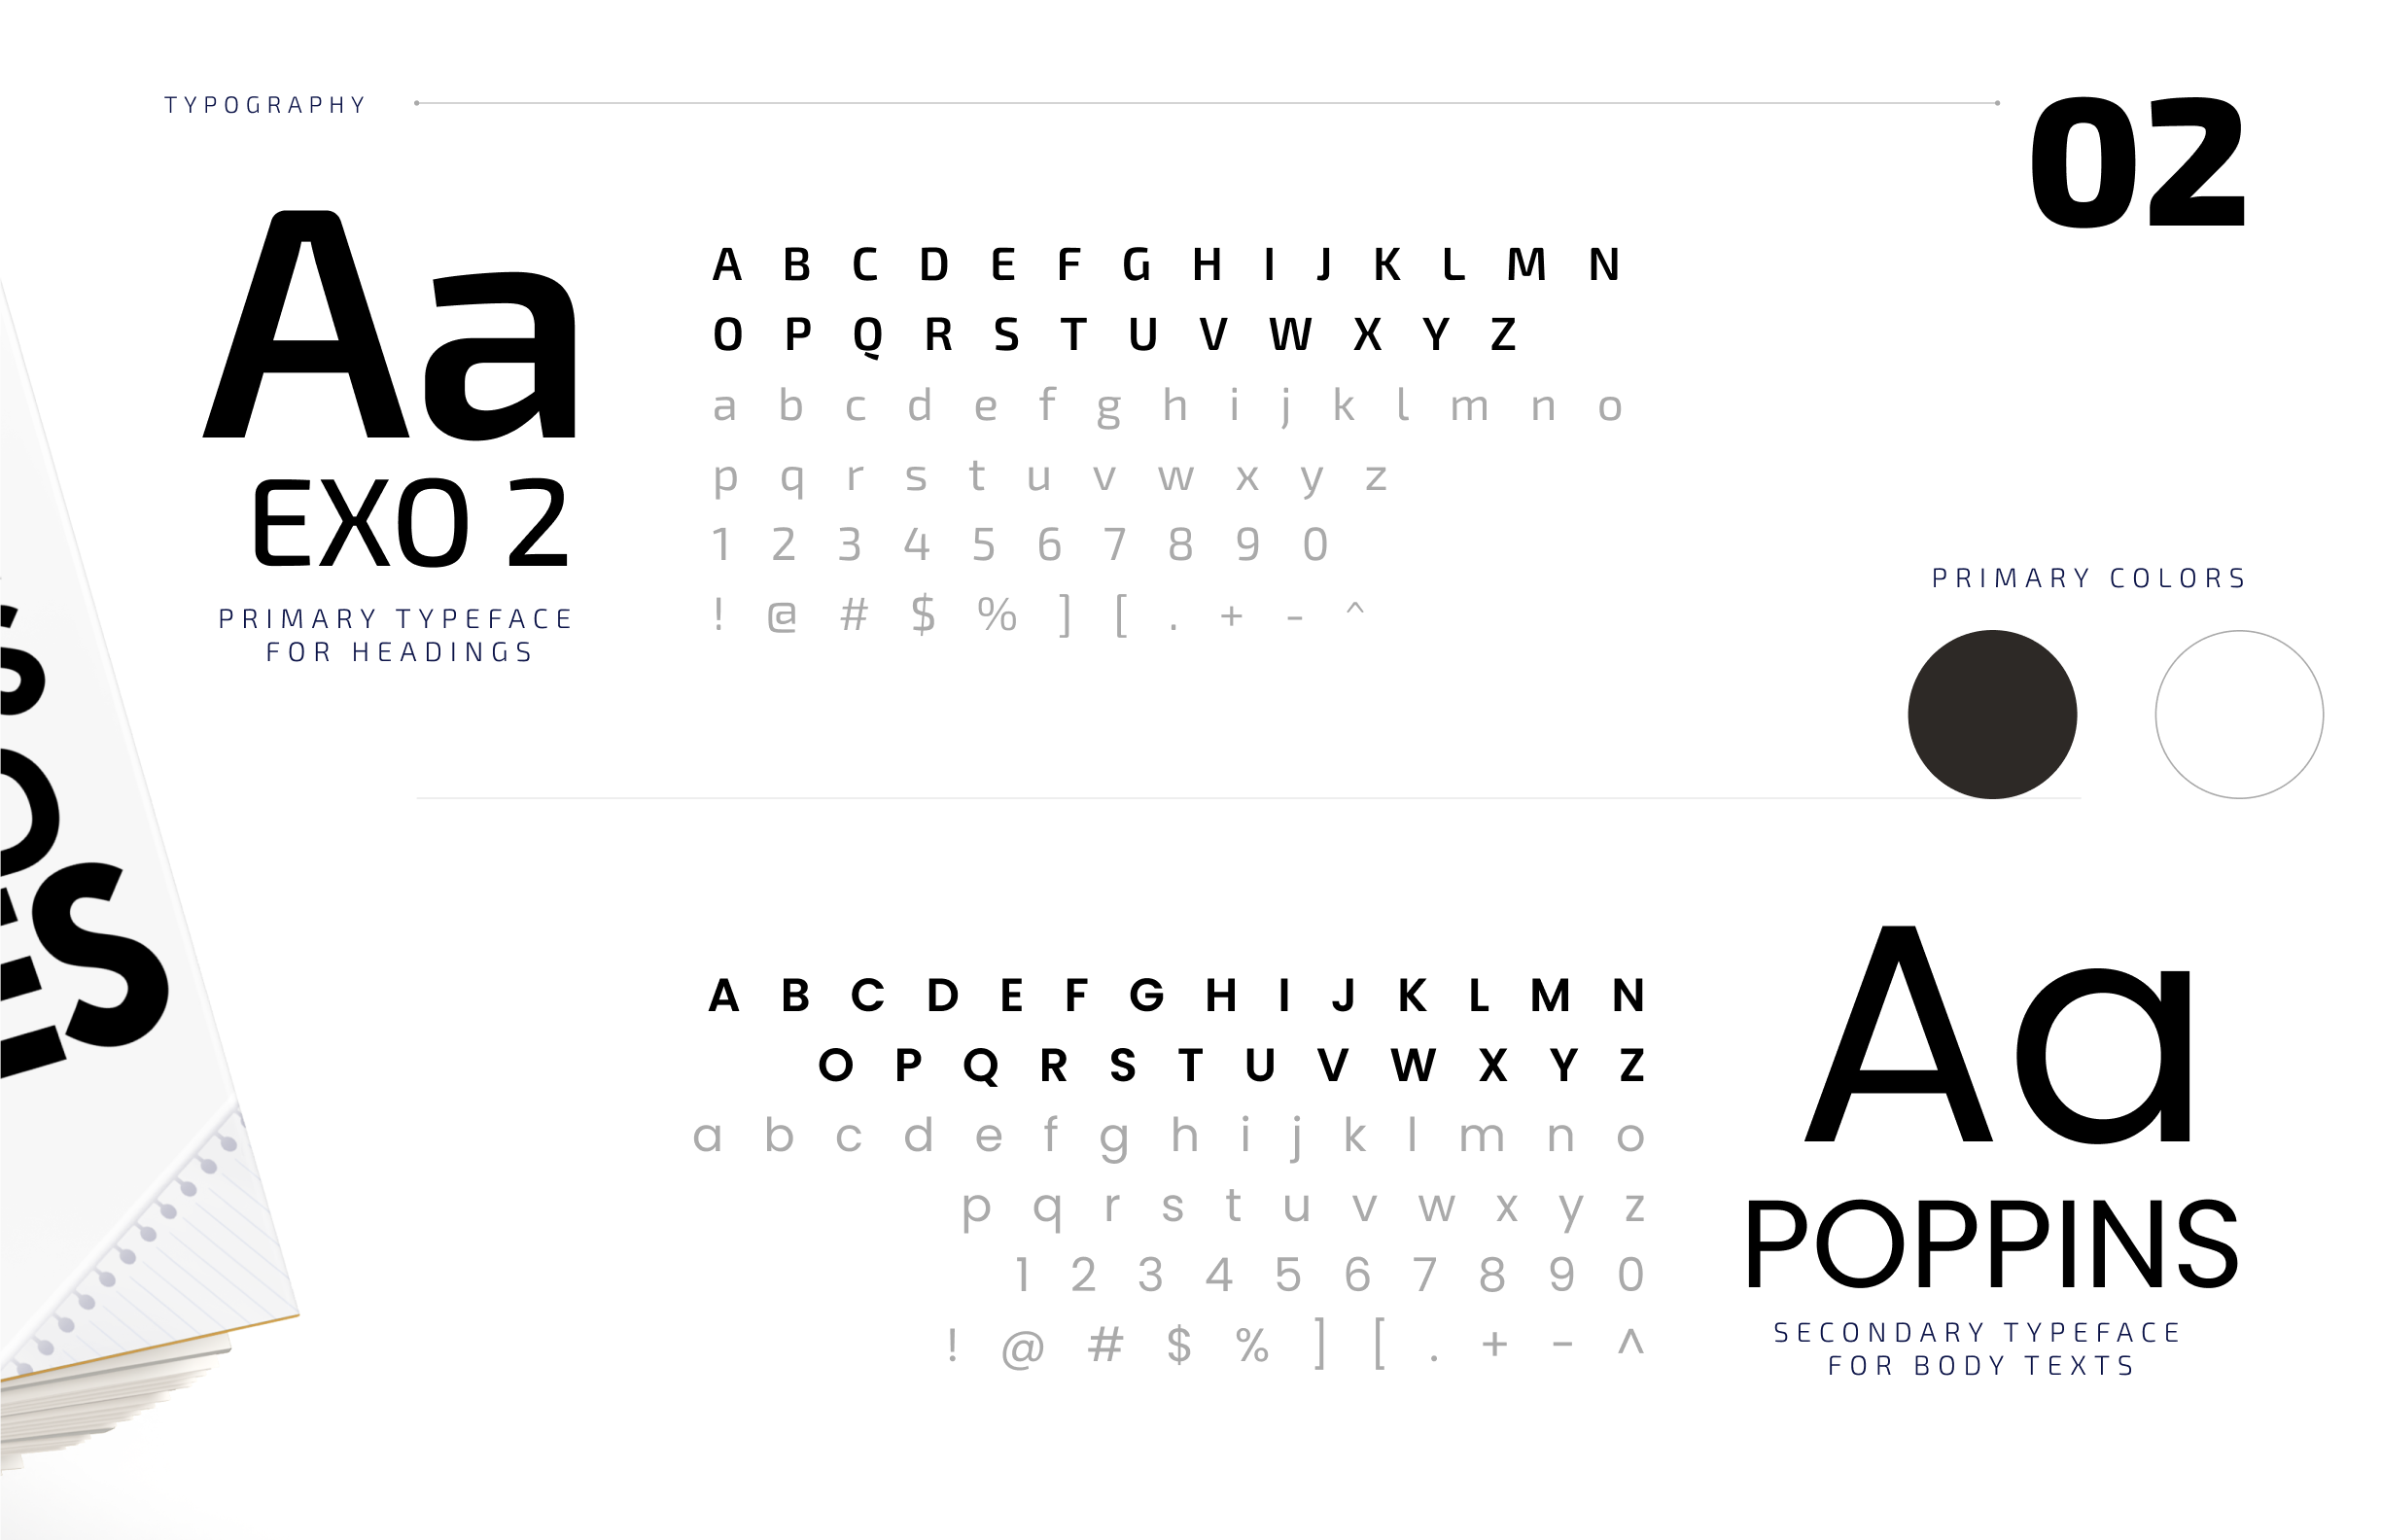 TYPOGRAPHY
02
Aa
EXO 2
PRIMARY TYPEFACE
FOR HEADINGS
A B C D E F G H I J K L M N
O P Q R S T U V W X Y Z
a b c d e f g h i j k l m n o
p q r s t u v w x y z
1 2 3 4 5 6 7 8 9 0
! @ # $ % ] [ . + - ^
PRIMARY COLORS
A B C D E F G H I J K L M N
O P Q R S T U V W X Y Z
a b c d e f g h i j k l m n o
p q r s t u v w x y z
1 2 3 4 5 6 7 8 9 0
! @ # $ % ] [ . + - ^
Aa
POPPINS
SECONDARY TYPEFACE
FOR BODY TEXTS